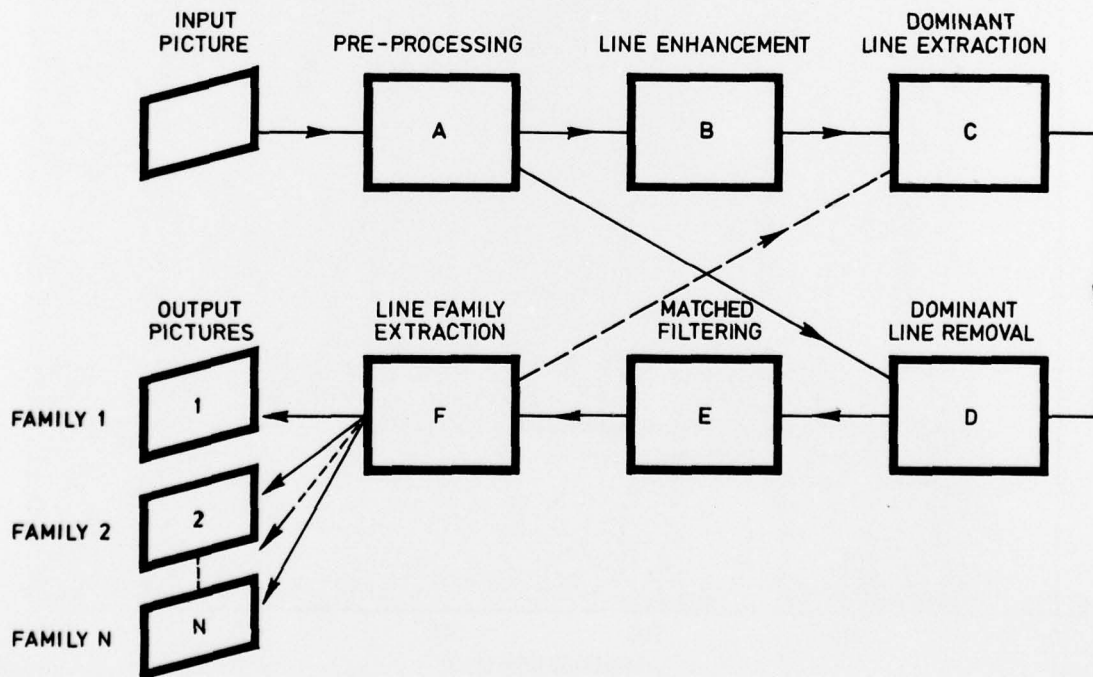 INPUT
PICTURE
PRE-PROCESSING
LINE ENHANCEMENT
DOMINANT
LINE EXTRACTION
A
B
C
OUTPUT
PICTURES
LINE FAMILY
EXTRACTION
MATCHED
FILTERING
DOMINANT
LINE REMOVAL
FAMILY 1
1
F
E
D
FAMILY 2
2
FAMILY N
N